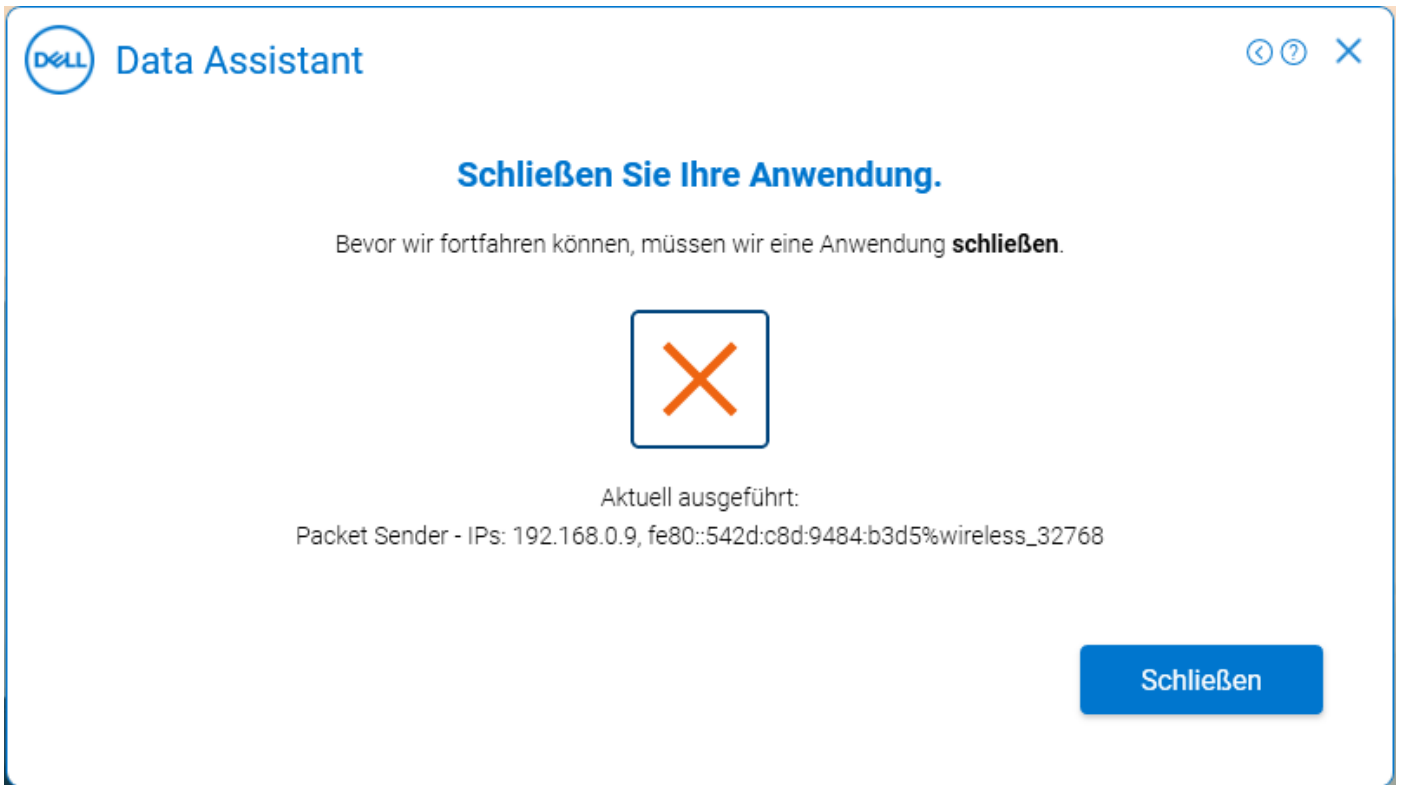 DELL Data Assistant
Schließen Sie Ihre Anwendung.
Bevor wir fortfahren können, müssen wir eine Anwendung schließen.
Aktuell ausgeführt:
Packet Sender - IPs: 192.168.0.9, fe80::542d:c8d:9484:b3d5%wireless_32768
Schließen